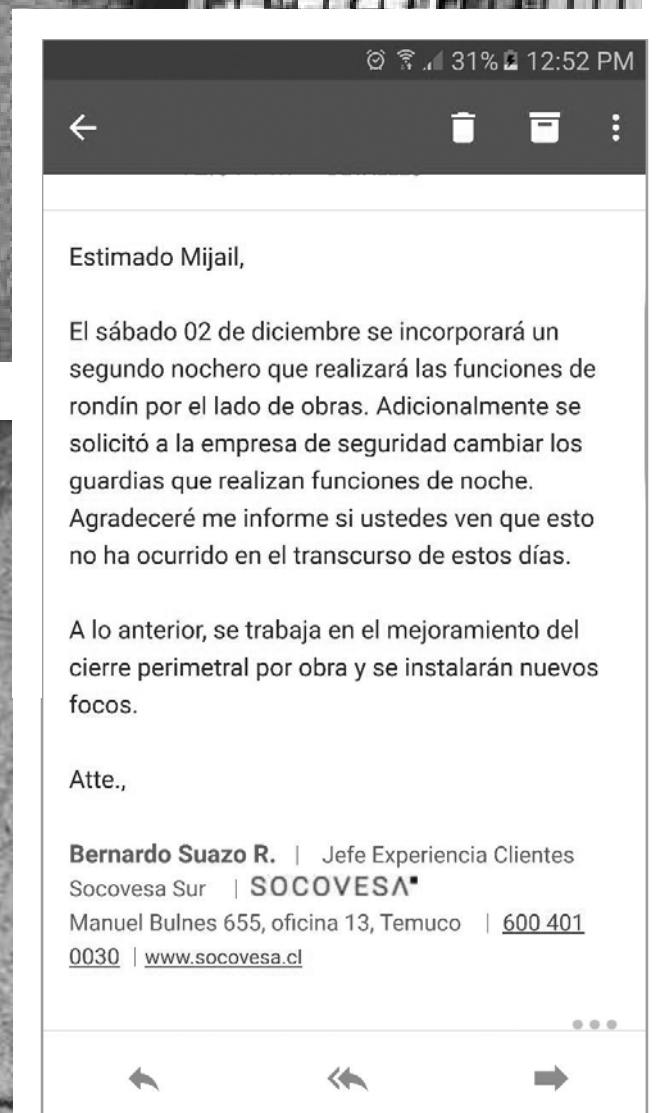 31% 12:52 PM
Estimado Mijail,
El sábado 02 de diciembre se incorporará un
segundo nochero que realizará las funciones de
rondín por el lado de obras. Adicionalmente se
solicitó a la empresa de seguridad cambiar los
guardias que realizan funciones de noche.
Agradeceré me informe si ustedes ven que esto
no ha ocurrido en el transcurso de estos días.
A lo anterior, se trabaja en el mejoramiento del
cierre perimetral por obra y se instalarán nuevos
focos.
Atte.,
Bernardo Suazo R. | Jefe Experiencia Clientes
Socovesa Sur | SOCOVESA
Manuel Bulnes 655, oficina 13, Temuco | 600 401
0030 | www.socovesa.cl